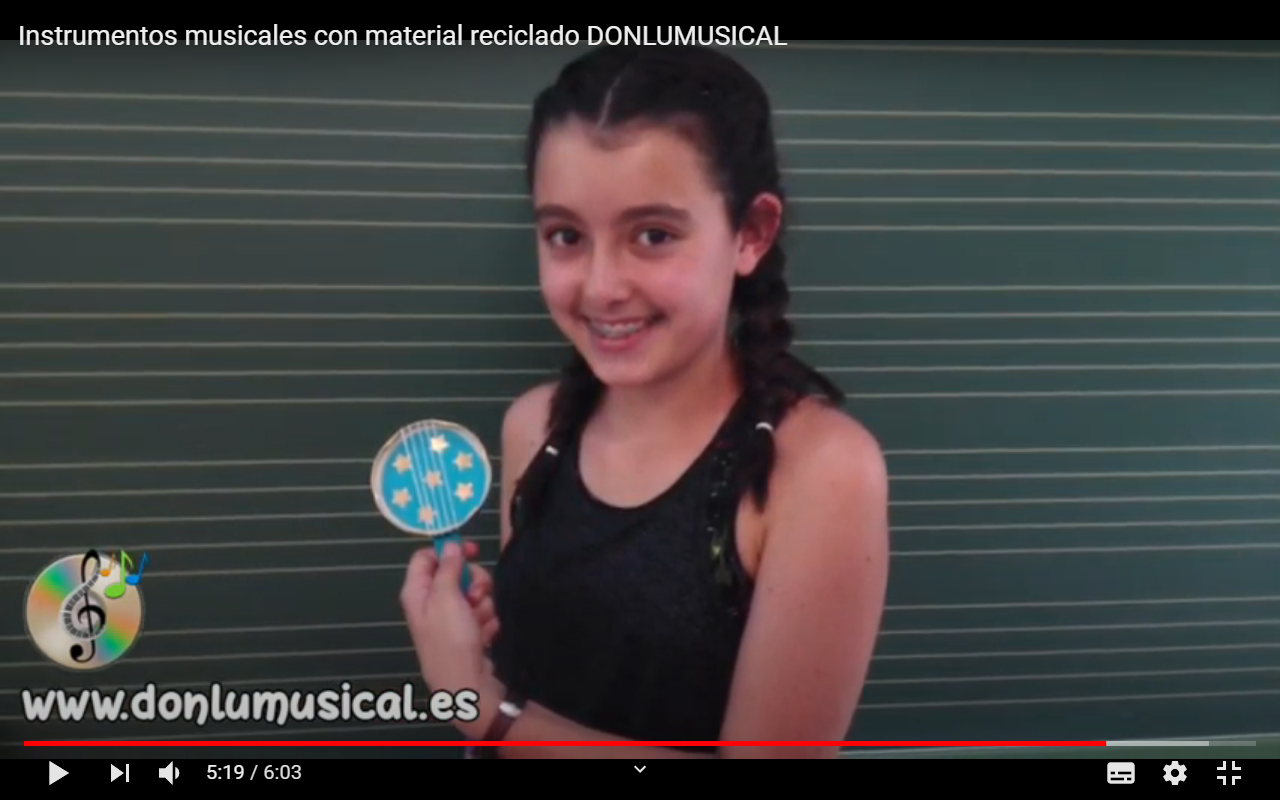 Instrumentos musicales con material reciclado DONLUMUSICAL
www.donlumusical.es
5:19 / 6:03